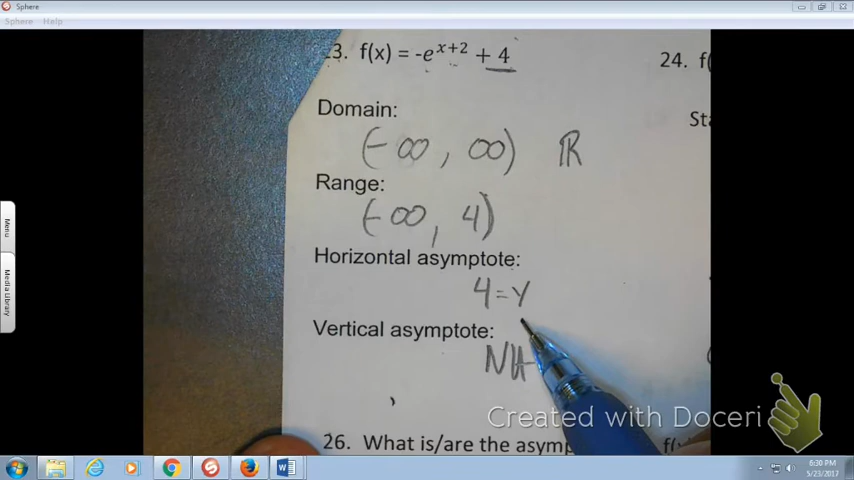 Sphere
Sphere Help
23. f(x) = -e^{x+2} + 4
24. f(
Domain:
Sta
(-∞, ∞) ℝ
Range:
(-∞, 4)
Menu
Horizontal asymptote:
4=y
Media Library
Vertical asymptote:
NA
Created with Doceri
26. What is/are the asymp
6:30 PM
5/23/2017